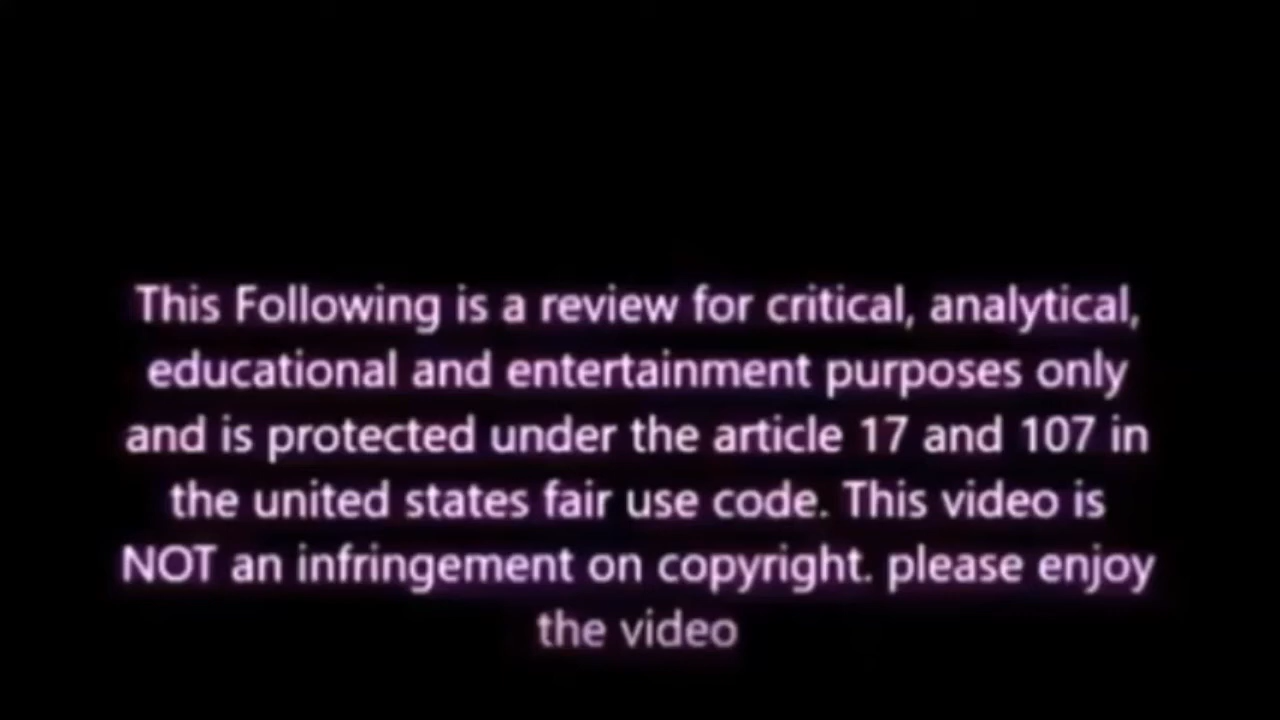 This Following is a review for critical, analytical,
educational and entertainment purposes only
and is protected under the article 17 and 107 in
the united states fair use code. This video is
NOT an infringement on copyright. please enjoy
the video